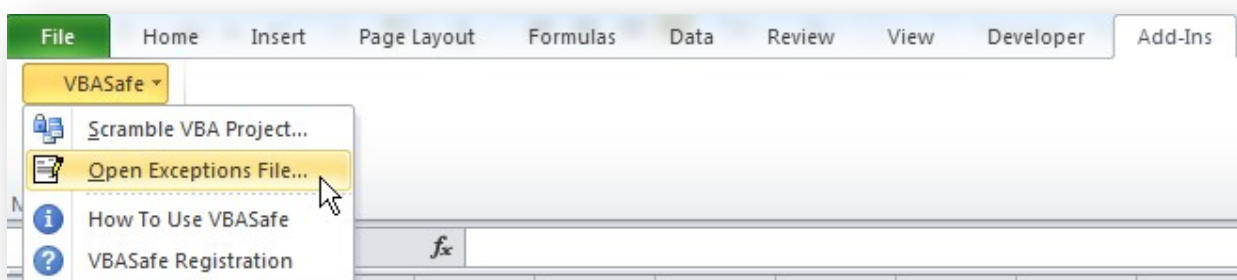 File Home Insert Page Layout Formulas Data Review View Developer Add-Ins
VBASafe
Scramble VBA Project...
Open Exceptions File...
How To Use VBASafe
fx
VBASafe Registration